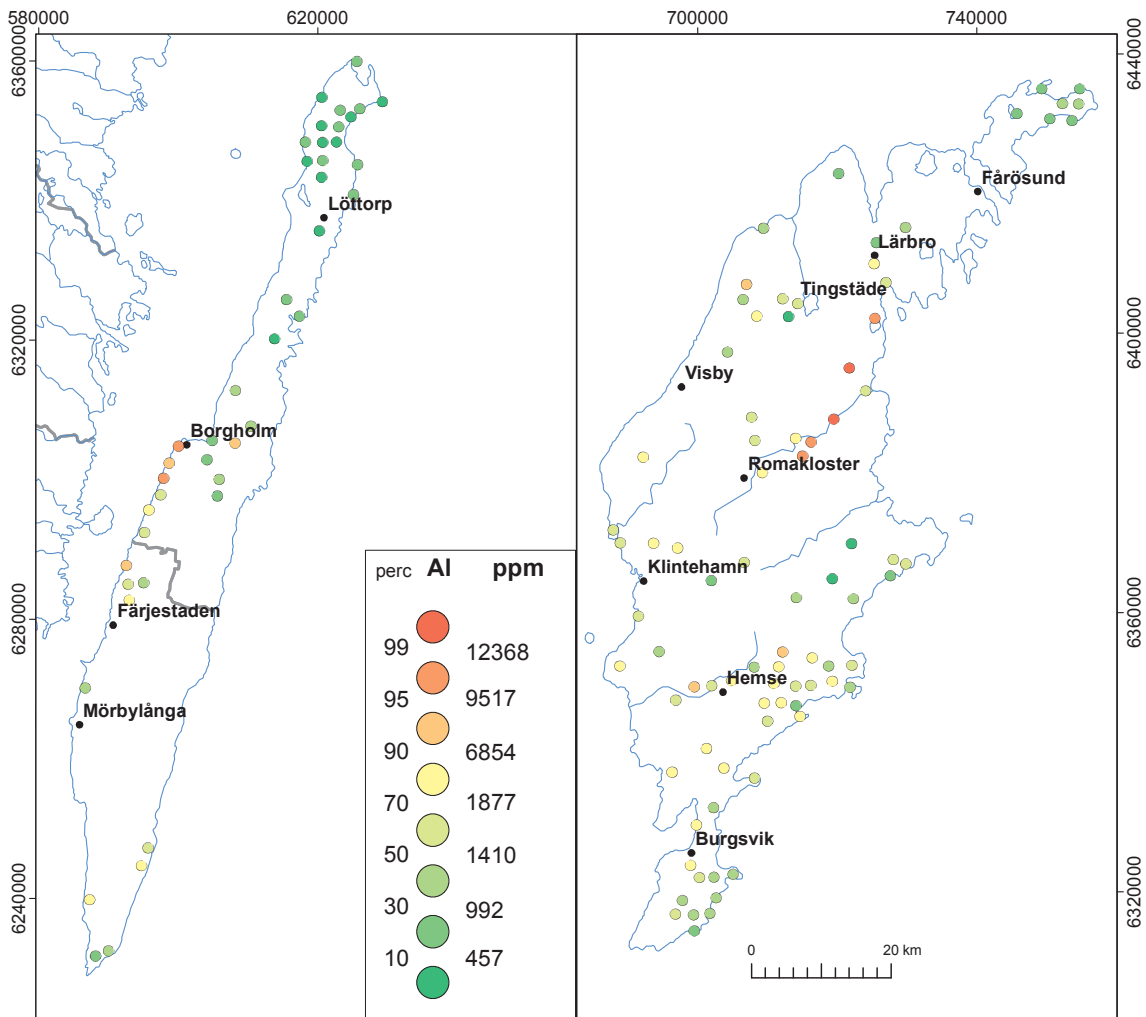 580000
620000
700000
740000
6360000
6320000
6280000
6240000
6440000
6400000
6360000
6320000
Löttorp
Borgholm
Färjestaden
Mörbylånga
Fårösund
Lärbro
Tingstäde
Visby
Romakloster
Klintehamn
Hemse
Burgsvik
perc Al ppm
99 12368
95 9517
90 6854
70 1877
50 1410
30 992
10 457
0 20 km